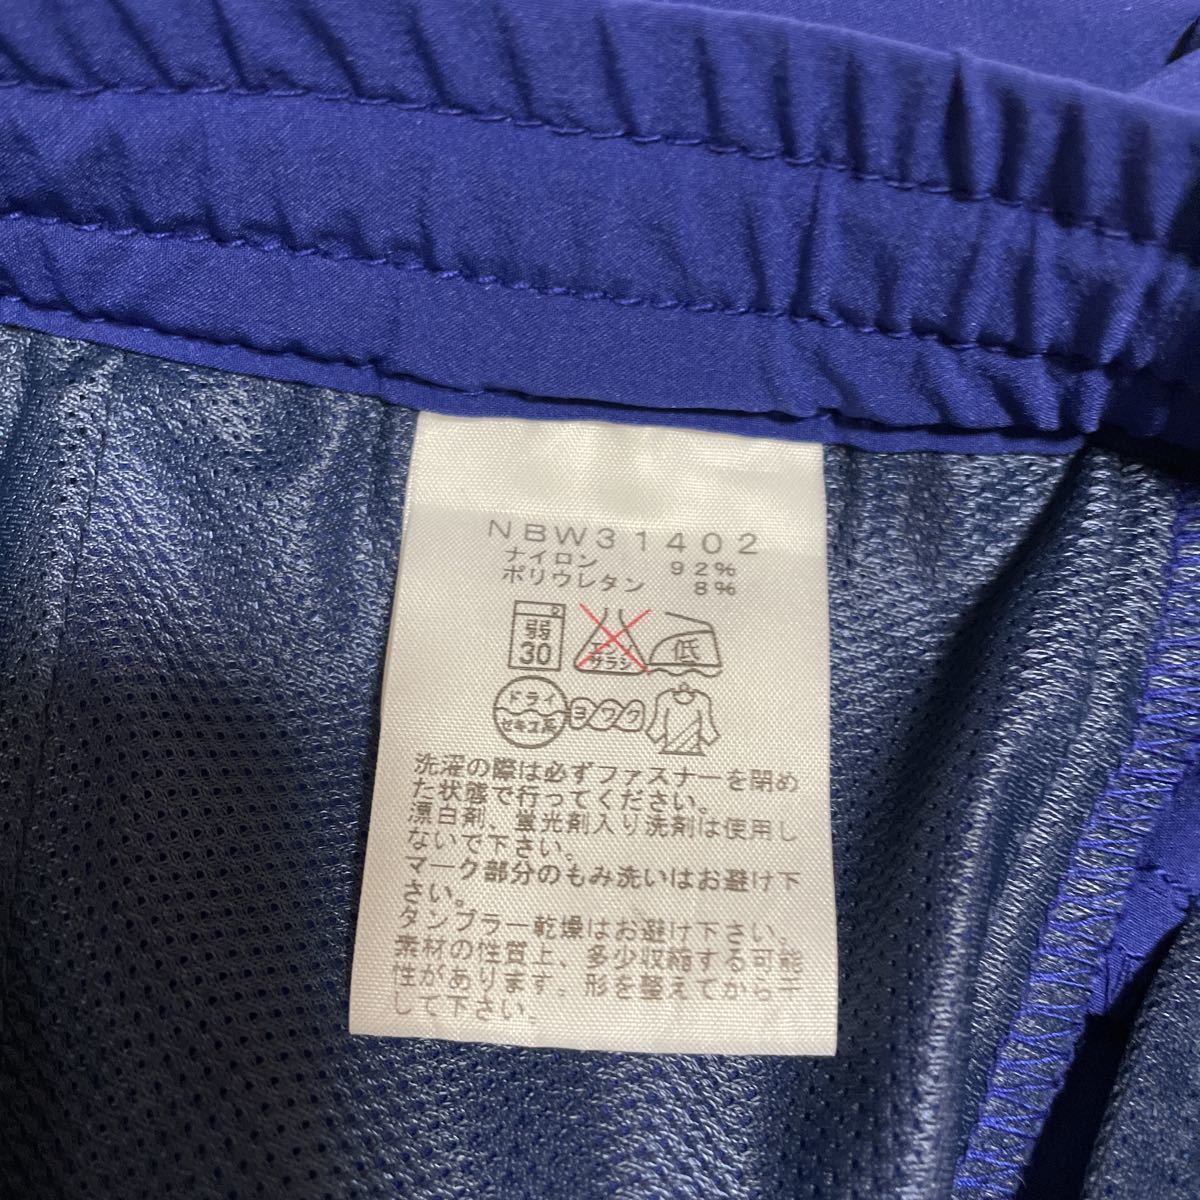 NBW31402
ナイロン 92%
ポリウレタン 8%
弱
30
エンソ
サラシ
低
ドライ
セキユ系
ヨワク
洗濯の際は必ずファスナーを閉め
た状態で行ってください。
漂白剤、蛍光剤入り洗剤は使用し
ないで下さい。
マーク部分のもみ洗いはお避け下
さい。
タンブラー乾燥はお避け下さい。
素材の性質上、多少収縮する可能
性があります。形を整えてから干
して下さい。